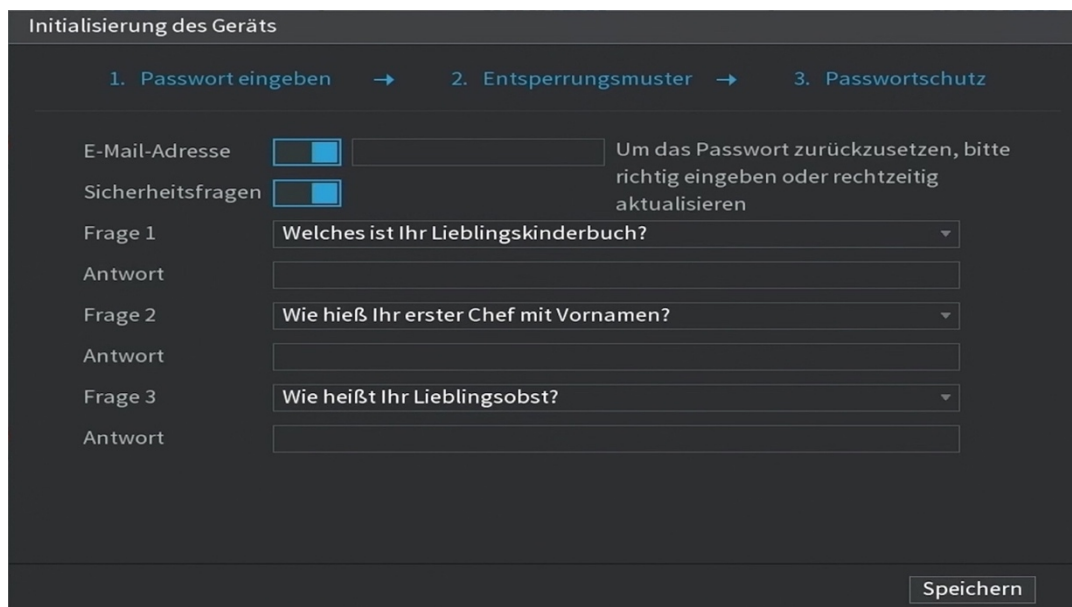 Initialisierung des Geräts
1. Passwort eingeben → 2. Entsperrungsmuster → 3. Passwortschutz
E-Mail-Adresse Um das Passwort zurückzusetzen, bitte
richtig eingeben oder rechtzeitig
aktualisieren
Sicherheitsfragen
Frage 1 Welches ist Ihr Lieblingskinderbuch?
Antwort
Frage 2 Wie hieß Ihr erster Chef mit Vornamen?
Antwort
Frage 3 Wie heißt Ihr Lieblingsobst?
Antwort
Speichern